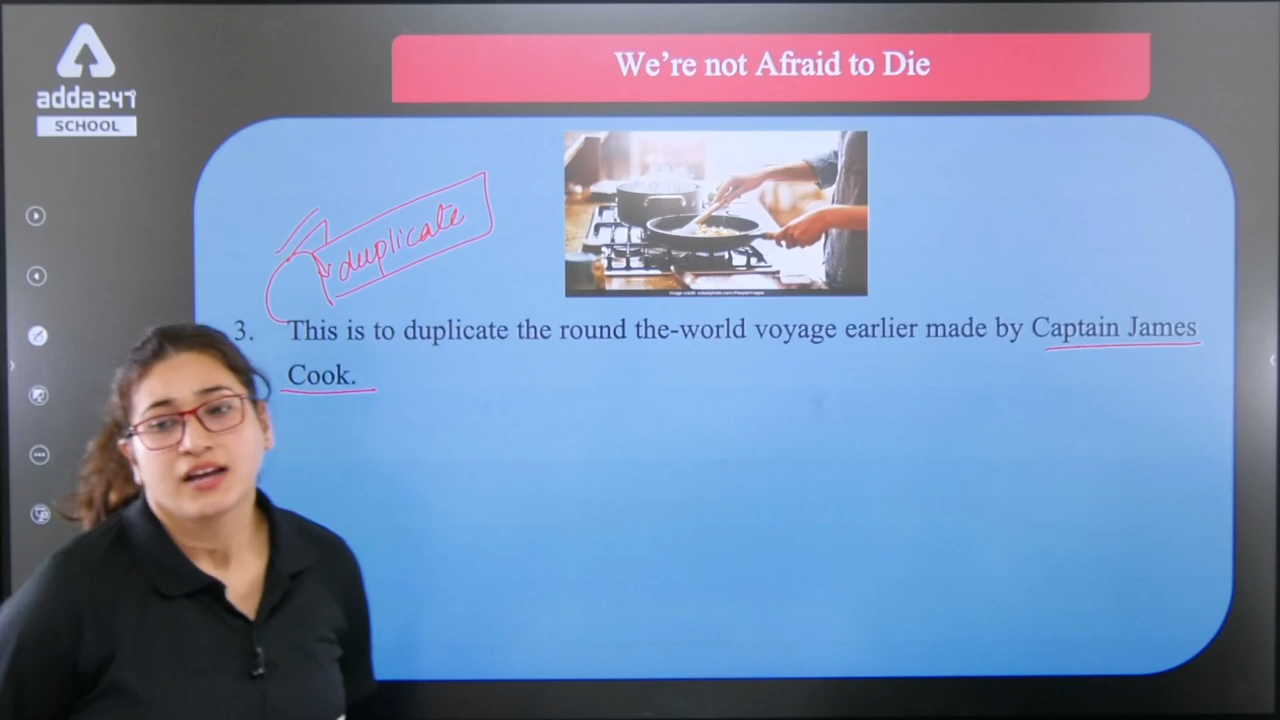 We're not Afraid to Die
adda247
SCHOOL
duplicate
3. This is to duplicate the round the-world voyage earlier made by Captain James
Cook.